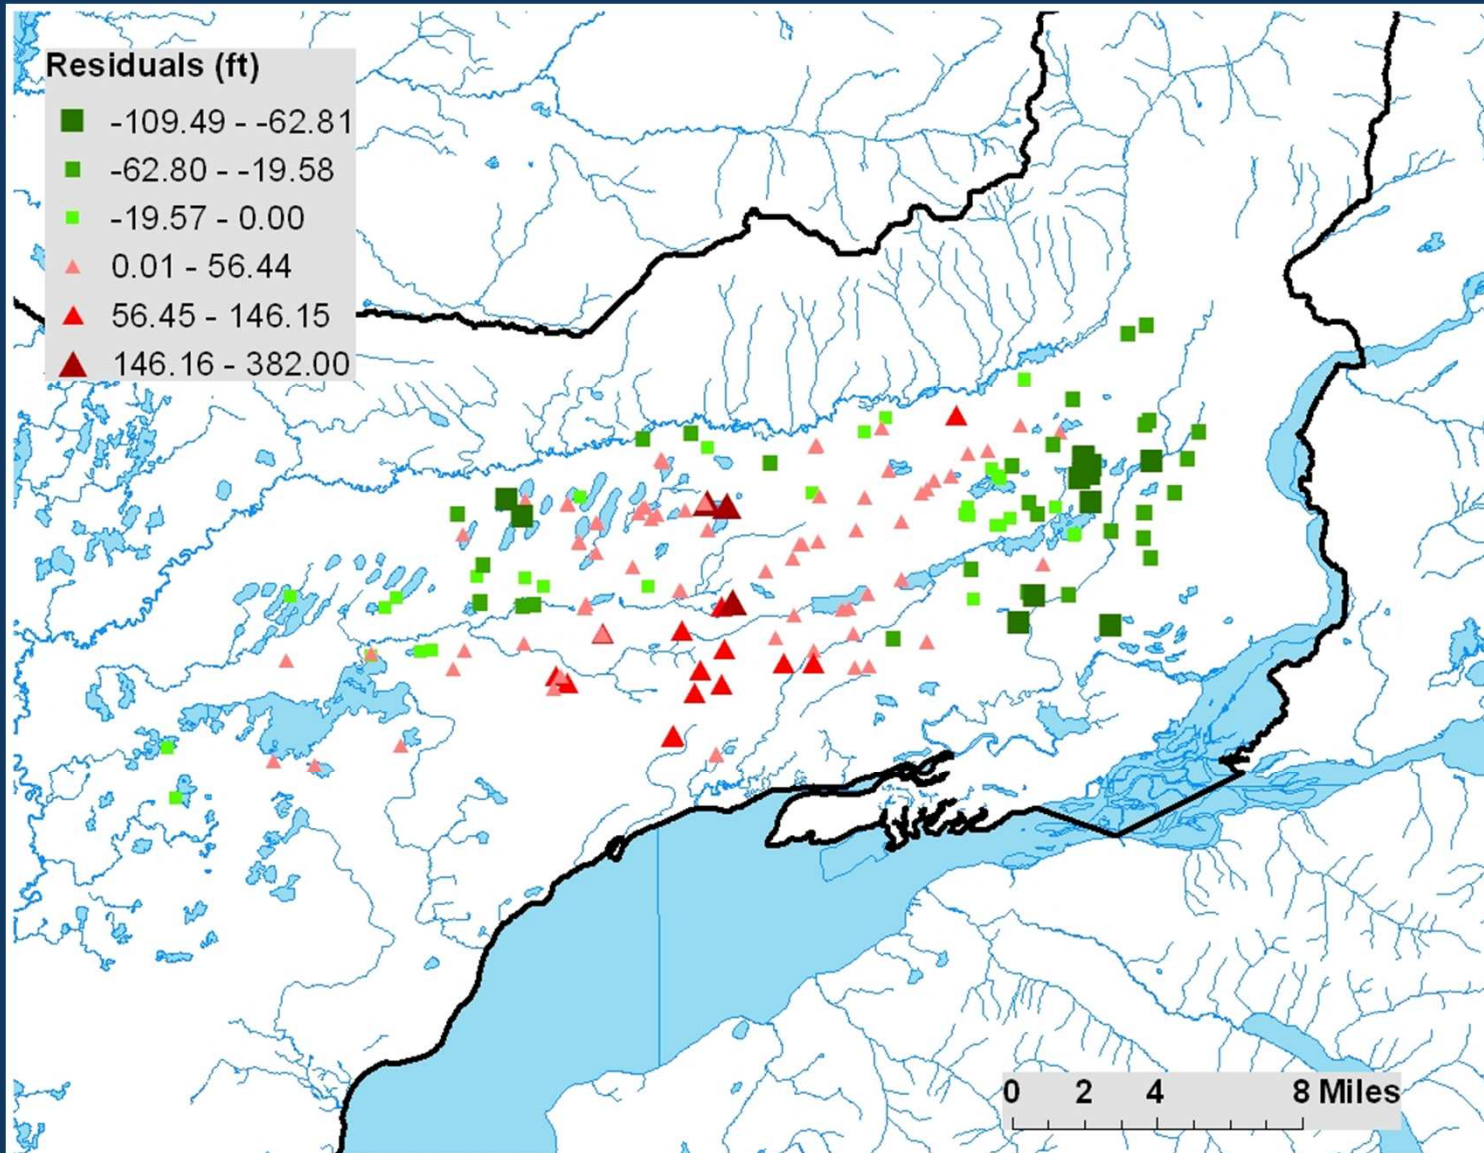 Residuals (ft)
-109.49 - -62.81
-62.80 - -19.58
-19.57 - 0.00
0.01 - 56.44
56.45 - 146.15
146.16 - 382.00
0 2 4 8 Miles